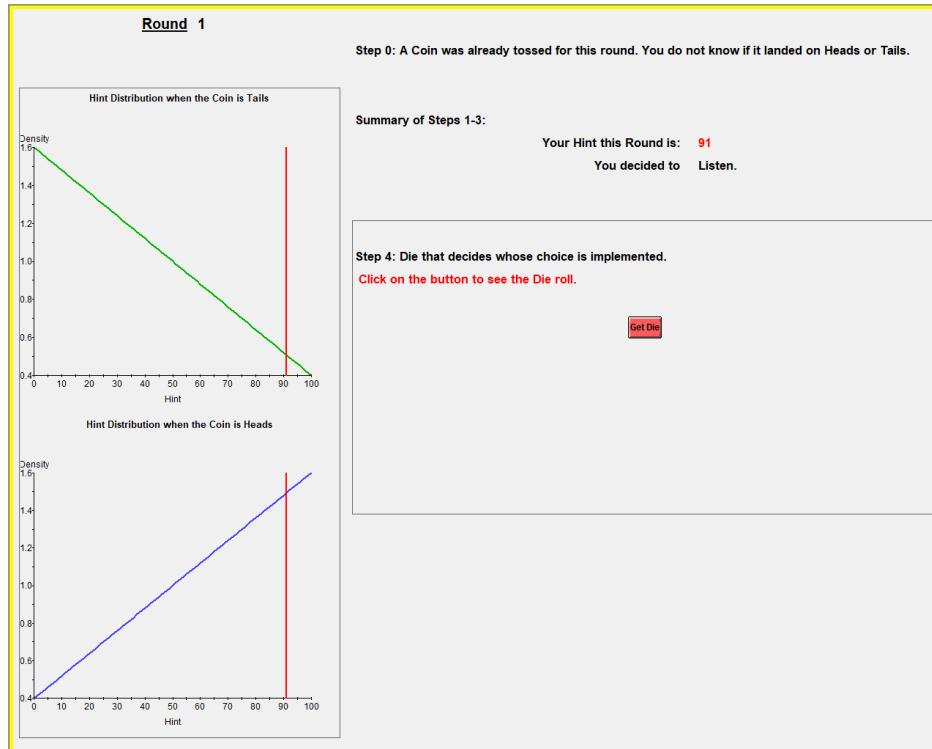 Round 1
Step 0: A Coin was already tossed for this round. You do not know if it landed on Heads or Tails.
Hint Distribution when the Coin is Tails
Density
1.6
1.4
1.2
1.0
0.8
0.6
0.4
0 10 20 30 40 50 60 70 80 90 100
Hint
Hint Distribution when the Coin is Heads
Density
1.6
1.4
1.2
1.0
0.8
0.6
0.4
0 10 20 30 40 50 60 70 80 90 100
Hint
Summary of Steps 1-3:
Your Hint this Round is: 91
You decided to Listen.
Step 4: Die that decides whose choice is implemented.
Click on the button to see the Die roll.
Get Die